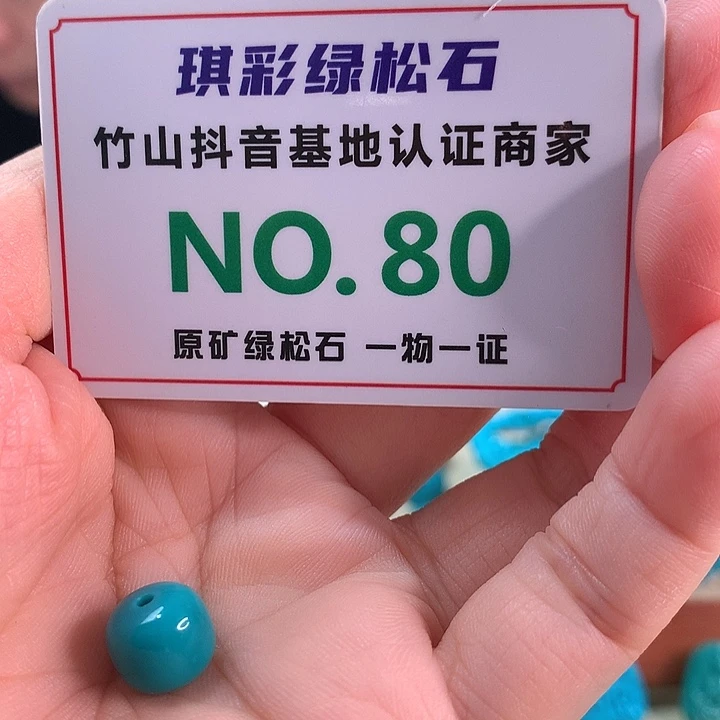 琪彩绿松石
竹山抖音基地认证商家
NO.80
原矿绿松石 一物一证